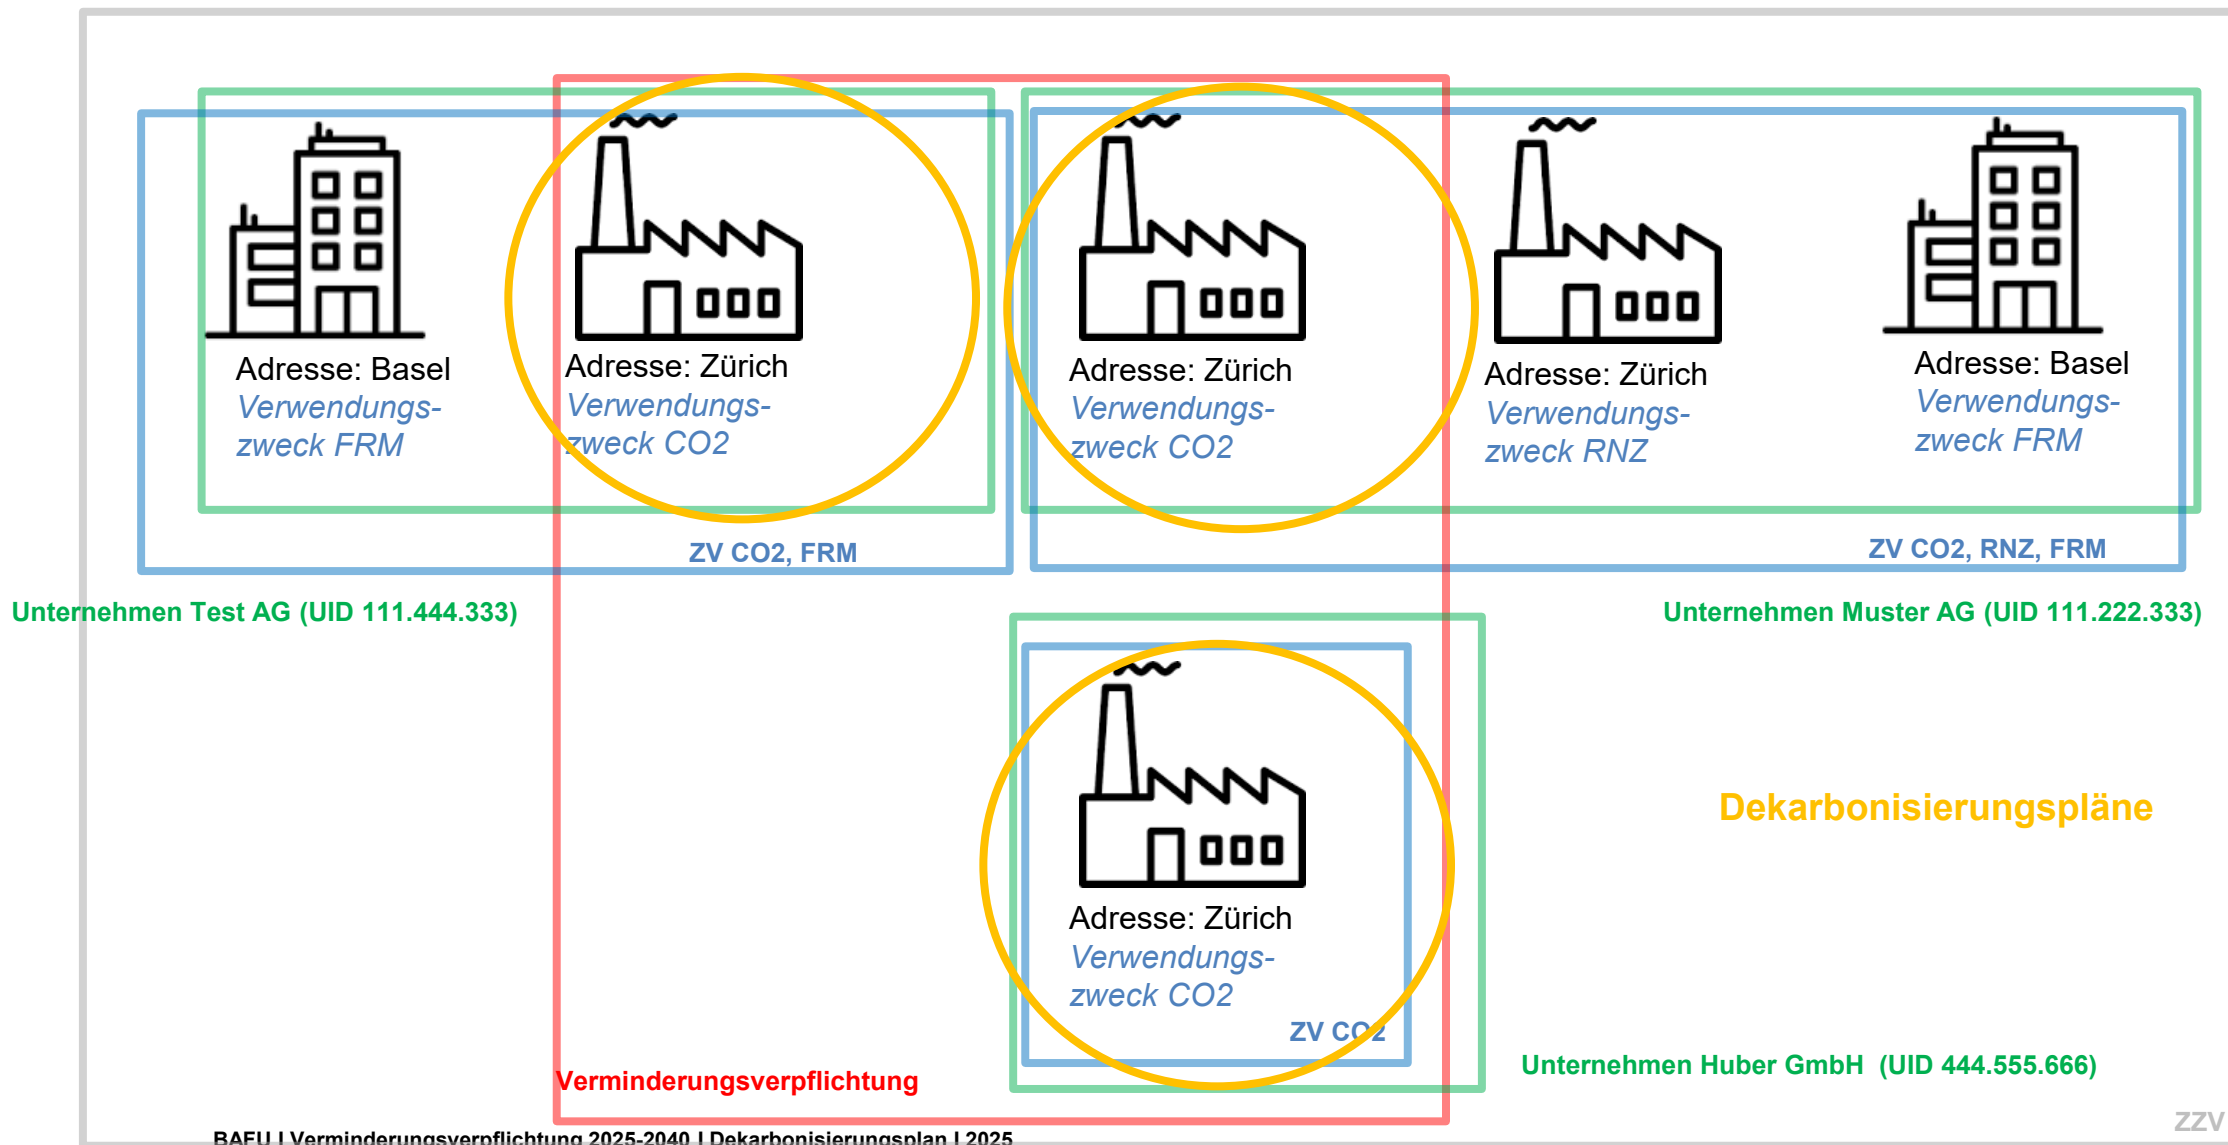 Adresse: Basel
Verwendungs-
zweck FRM
Adresse: Zürich
Verwendungs-
zweck CO2
ZV CO2, FRM
Unternehmen Test AG (UID 111.444.333)
Adresse: Zürich
Verwendungs-
zweck CO2
Adresse: Zürich
Verwendungs-
zweck RNZ
Adresse: Basel
Verwendungs-
zweck FRM
ZV CO2, RNZ, FRM
Unternehmen Muster AG (UID 111.222.333)
Adresse: Zürich
Verwendungs-
zweck CO2
ZV CO2
Dekarbonisierungspläne
Unternehmen Huber GmbH (UID 444.555.666)
Verminderungsverpflichtung
ZZV
BAFU I Verminderungsverpflichtung 2025-2040 I Dekarbonisierungsplan I 2025